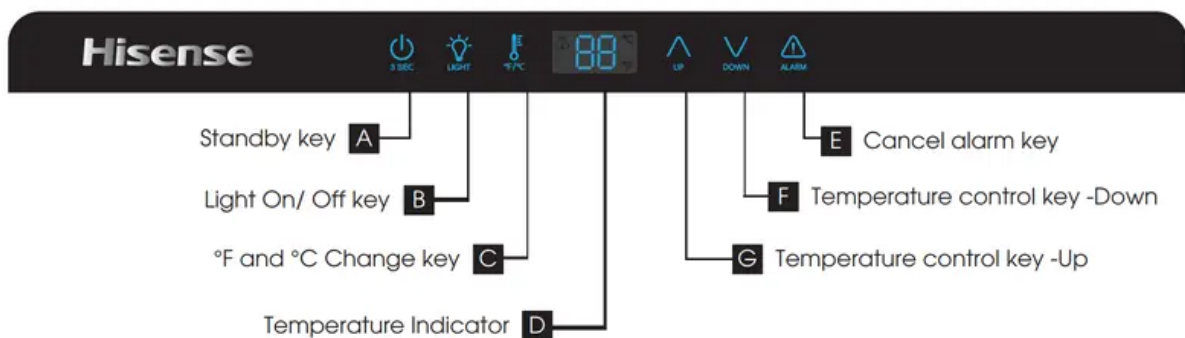 Hisense
3 SEC
LIGHT
°F/°C
88
UP
DOWN
ALARM
Standby key A
E Cancel alarm key
Light On/ Off key B
F Temperature control key -Down
°F and °C Change key C
G Temperature control key -Up
Temperature Indicator D